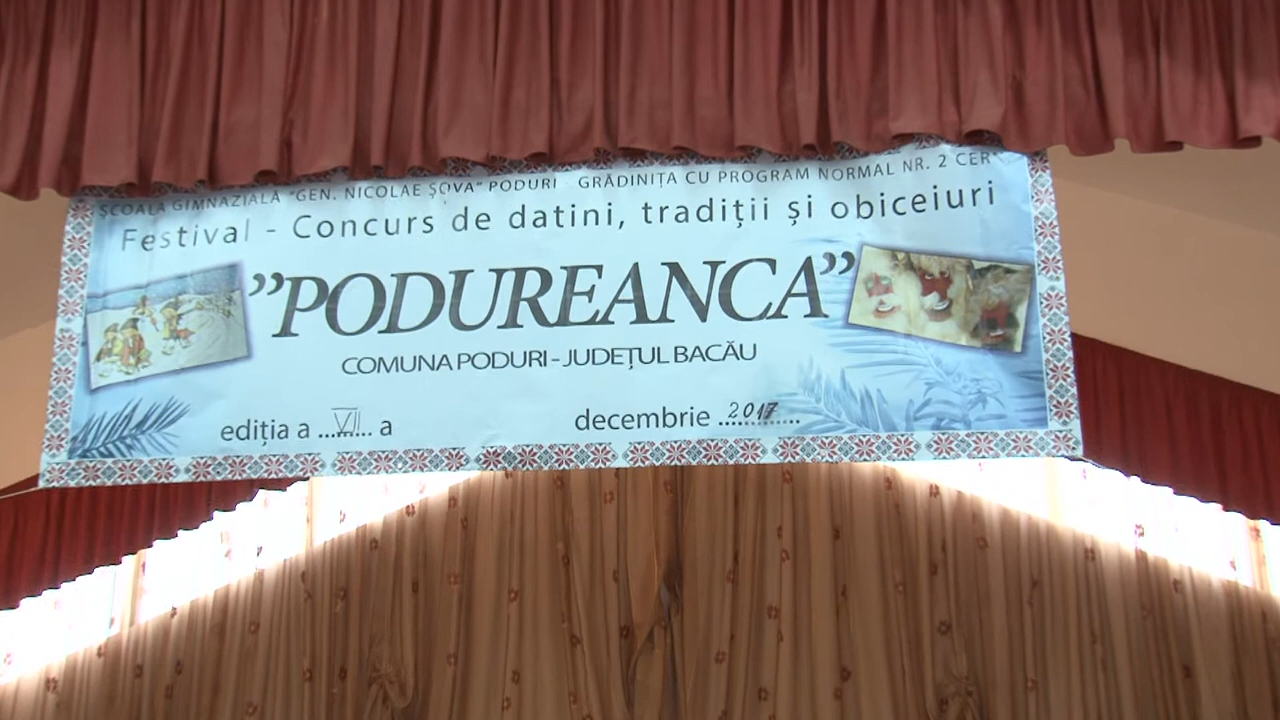 ȘCOALA GIMNAZIALĂ "GEN. NICOLAE ȘOVA" PODURI GRĂDINIȚA CU PROGRAM NORMAL NR. 2
Festival - Concurs de datini, tradiții și obiceiuri
”PODUREANCA”
COMUNA PODURI-JUDEȚUL BACĂU
ediția a ...VII... a decembrie ...2017...